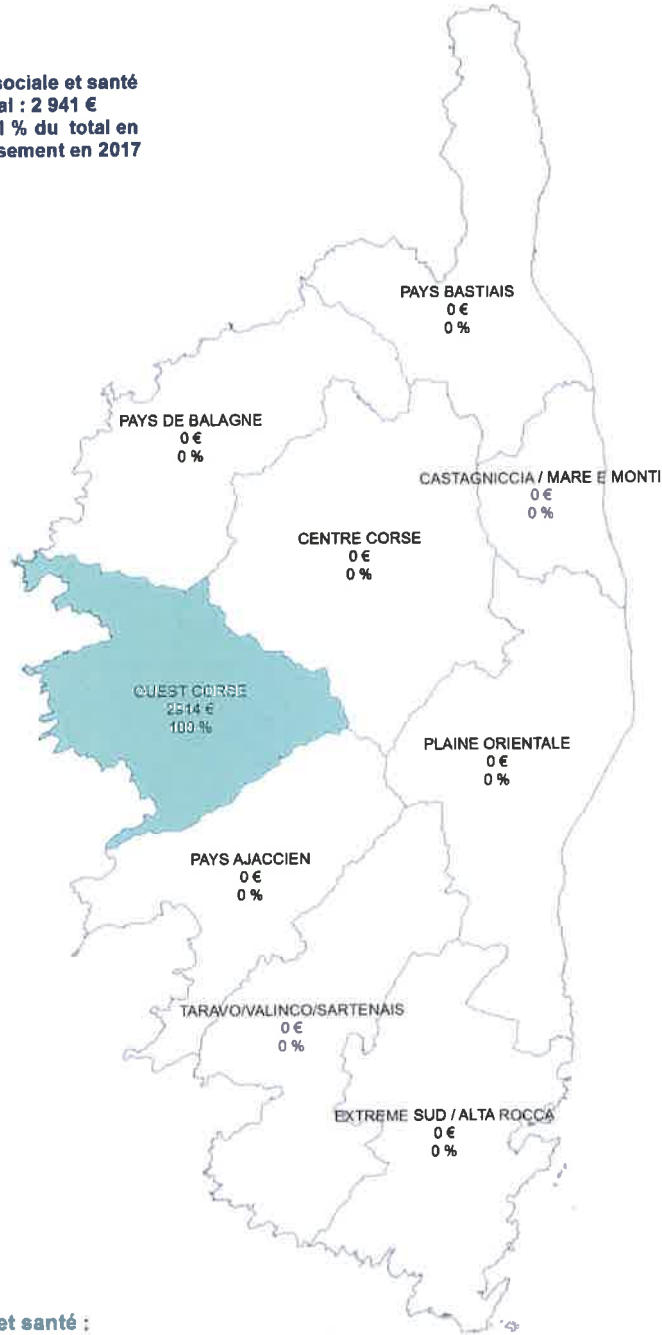 sociale et santé
al : 2 941 €
1 % du total en
sement en 2017
PAYS BASTIAIS
0 €
0 %
PAYS DE BALAGNE
0 €
0 %
CASTAGNICCIA / MARE E MONTI
0 €
0 %
CENTRE CORSE
0 €
0 %
OUEST CORSE
2914 €
100 %
PLAINE ORIENTALE
0 €
0 %
PAYS AJACCIEN
0 €
0 %
TARAVO/VALINCO/SARTENAIS
0 €
0 %
EXTREME SUD / ALTA ROCCA
0 €
0 %
et santé :